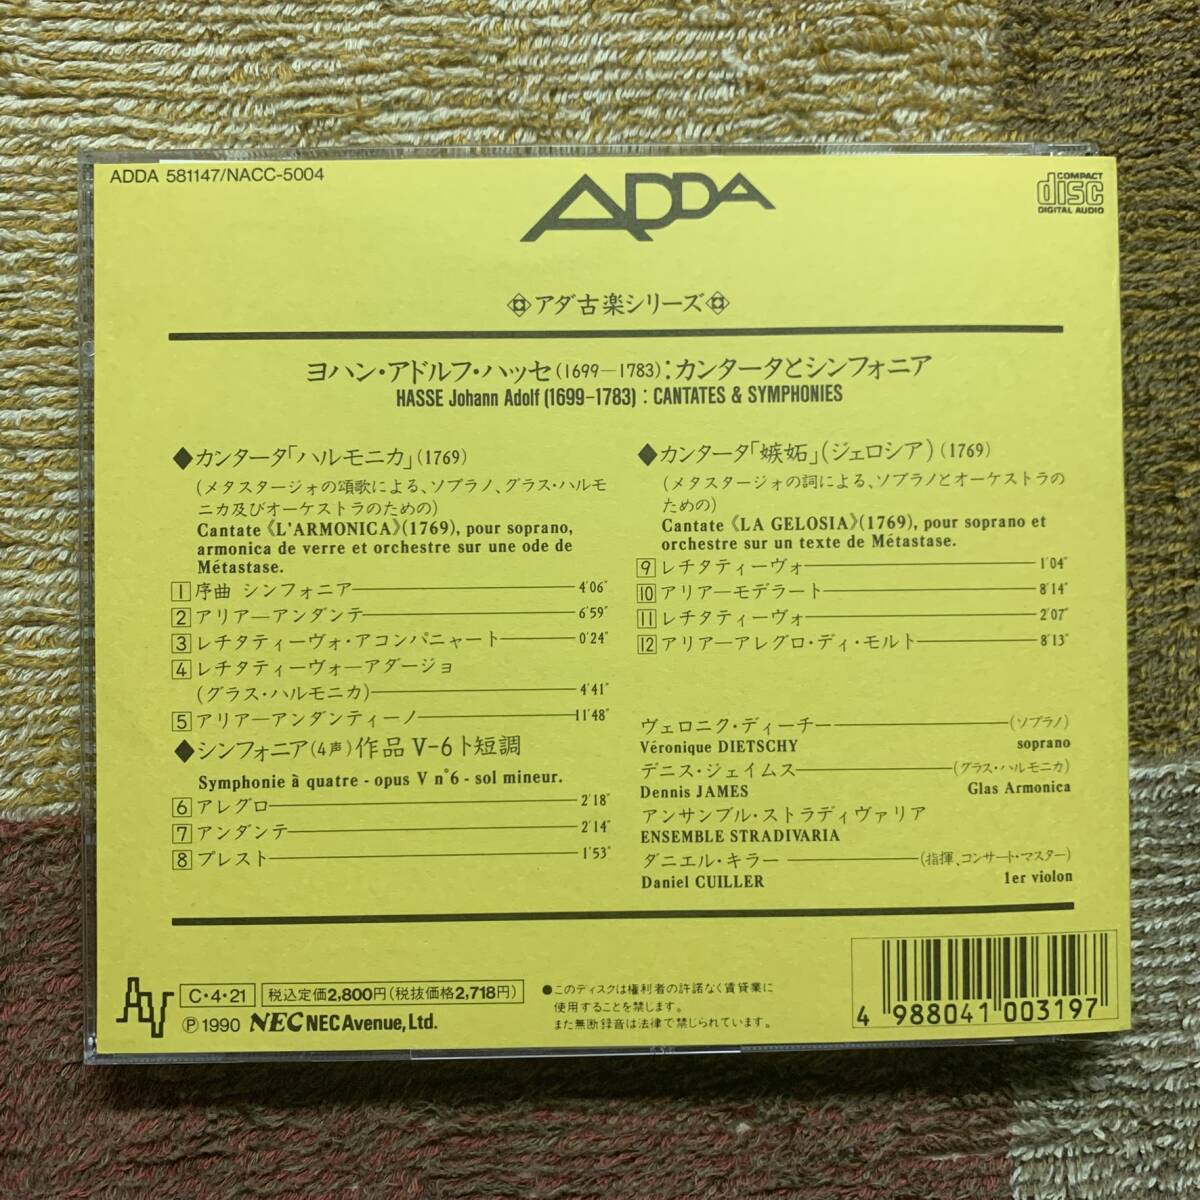 ADDA 581147/NACC-5004
ADDA
COMPACT
disc
DIGITAL AUDIO
アダ古楽シリーズ
ヨハン・アドルフ・ハッセ(1699—1783):カンタータとシンフォニア
HASSE Johann Adolf (1699-1783) : CANTATES & SYMPHONIES
◆カンタータ「ハルモニカ」(1769)
(メタスタージォの頌歌による、ソプラノ、グラス・ハルモ
ニカ及びオーケストラのための)
Cantate《L'ARMONICA》(1769), pour soprano,
armonica de verre et orchestre sur une ode de
Métastase.
1 序曲 シンフォニア 4'06"
2 アリアーアンダンテ 6'59"
3 レチタティーヴォ・アコンパニャート 0'24"
4 レチタティーヴォーアダージョ
(グラス・ハルモニカ) 4'41"
5 アリアーアンダンティーノ 11'48"
◆シンフォニア(4声)作品V-6ト短調
Symphonie à quatre - opus V n°6 - sol mineur.
6 アレグロ 2'18"
7 アンダンテ 2'14"
8 プレスト 1'53"
◆カンタータ「嫉妬」(ジェロシア)(1769)
(メタスタージォの詞による、ソプラノとオーケストラの
ための)
Cantate《LA GELOSIA》(1769), pour soprano et
orchestre sur un texte de Métastase.
9 レチタティーヴォ 1'04"
10 アリアーモデラート 8'14"
11 レチタティーヴォ 2'07"
12 アリアーアレグロ・ディ・モルト 8'13"
ヴェロニク・ディーチー (ソプラノ)
Véronique DIETSCHY soprano
デニス・ジェイムス (グラス・ハルモニカ)
Dennis JAMES Glas Armonica
アンサンブル・ストラディヴァリア
ENSEMBLE STRADIVARIA
ダニエル・キラー (指揮、コンサート・マスター)
Daniel CUILLER 1er violon
AV
C・4・21 税込定価2,800円(税抜価格2,718円)
Ⓟ1990 NEC NEC Avenue, Ltd.
●このディスクは権利者の許諾なく賃貸業に
使用することを禁じます。
また無断録音は法律で禁じられています。
4 988041 003197